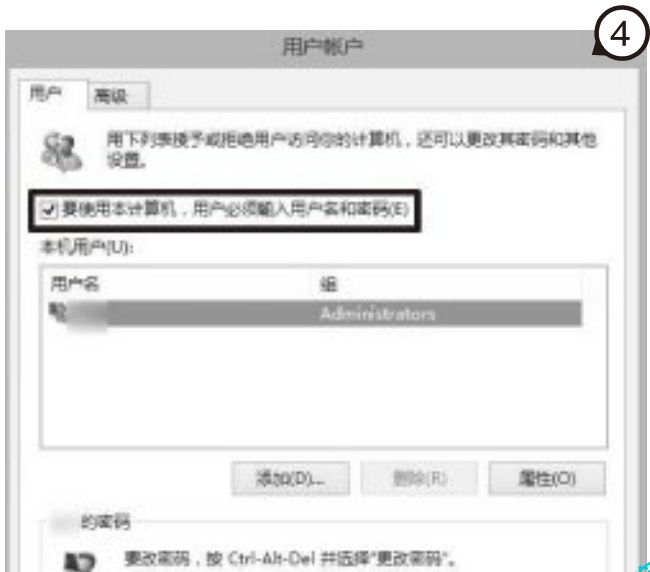 ④
用户帐户
用户 高级
用下列表授予或拒绝用户访问你的计算机，还可以更改其密码和其他
设置。
要使用本计算机，用户必须输入用户名和密码(E)
本机用户(U):
用户名 组
Administrators
添加(D)... 删除(R) 属性(O)
的密码
要改密码，按 Ctrl-Alt-Del 并选择“更改密码”。